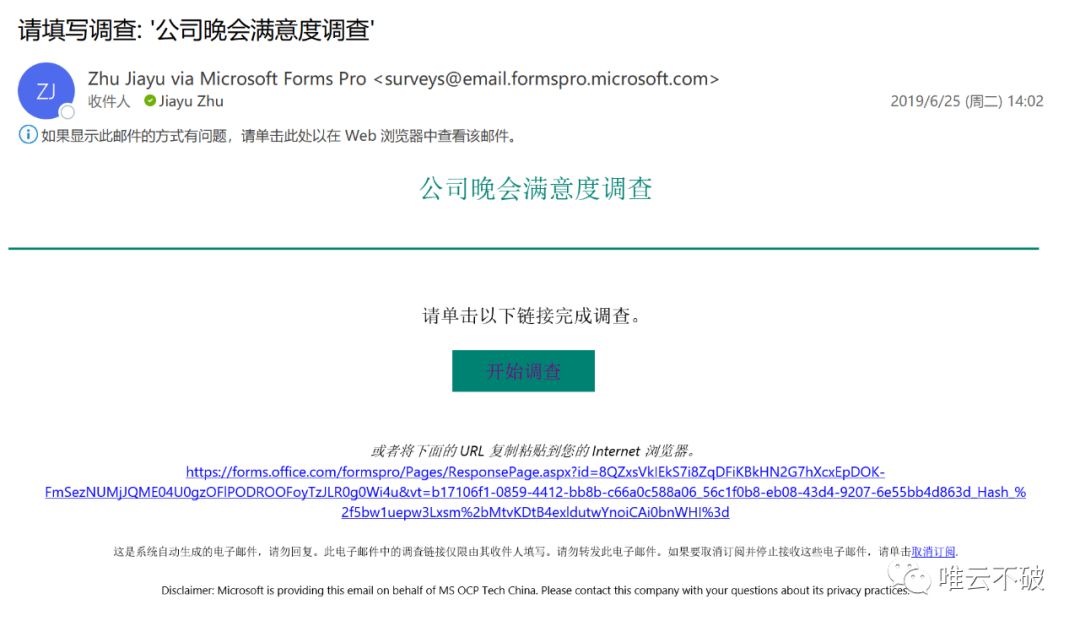 请填写调查: '公司晚会满意度调查'
ZJ
Zhu Jiayu via Microsoft Forms Pro <surveys@email.formspro.microsoft.com>
收件人 Jiayu Zhu
2019/6/25 (周二) 14:02
如果显示此邮件的方式有问题，请单击此处以在 Web 浏览器中查看该邮件。
公司晚会满意度调查
请单击以下链接完成调查。
开始调查
或者将下面的 URL 复制粘贴到您的 Internet 浏览器。
https://forms.office.com/formspro/Pages/ResponsePage.aspx?id=8QZxsVklEkS7i8ZqDFiKBkHN2G7hXcxEpDOK-
FmSezNUMjJQME04U0gzOFlPODROOFoyTzJLR0g0Wi4u&vt=b17106f1-0859-4412-bb8b-c66a0c588a06_56c1f0b8-eb08-43d4-9207-6e55bb4d863d_Hash_%
2f5bw1uepw3Lxsm%2bMtvKDtB4exldutwYnoiCAi0bnWHI%3d
这是系统自动生成的电子邮件，请勿回复。此电子邮件中的调查链接仅限由其收件人填写。请勿转发此电子邮件。如果要取消订阅并停止接收这些电子邮件，请单击取消订阅.
唯云不破
Disclaimer: Microsoft is providing this email on behalf of MS OCP Tech China. Please contact this company with your questions about its privacy practices.